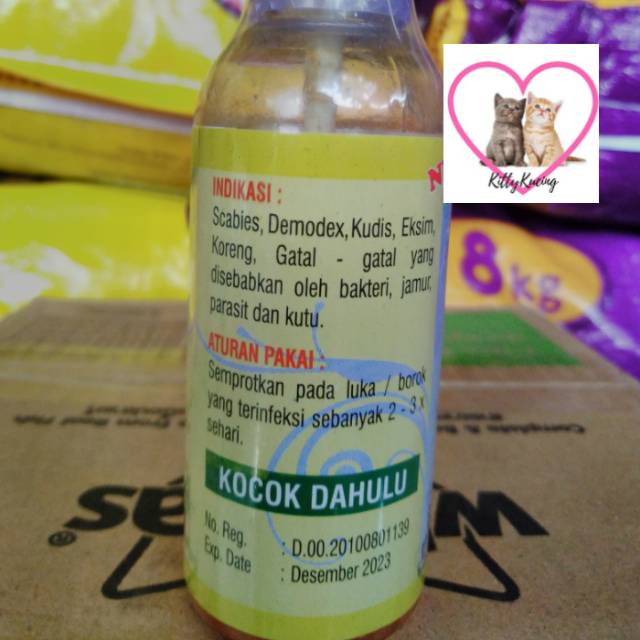 KittyKucing
N
INDIKASI :
Scabies, Demodex, Kudis, Eksim,
Koreng, Gatal - gatal yang
disebabkan oleh bakteri, jamur,
parasit dan kutu.
ATURAN PAKAI :
Semprotkan pada luka / borok
yang terinfeksi sebanyak 2 - 3 x
sehari.
KOCOK DAHULU
No. Reg. : D.00.20100801139
Exp. Date : Desember 2023
8kg
W
as®